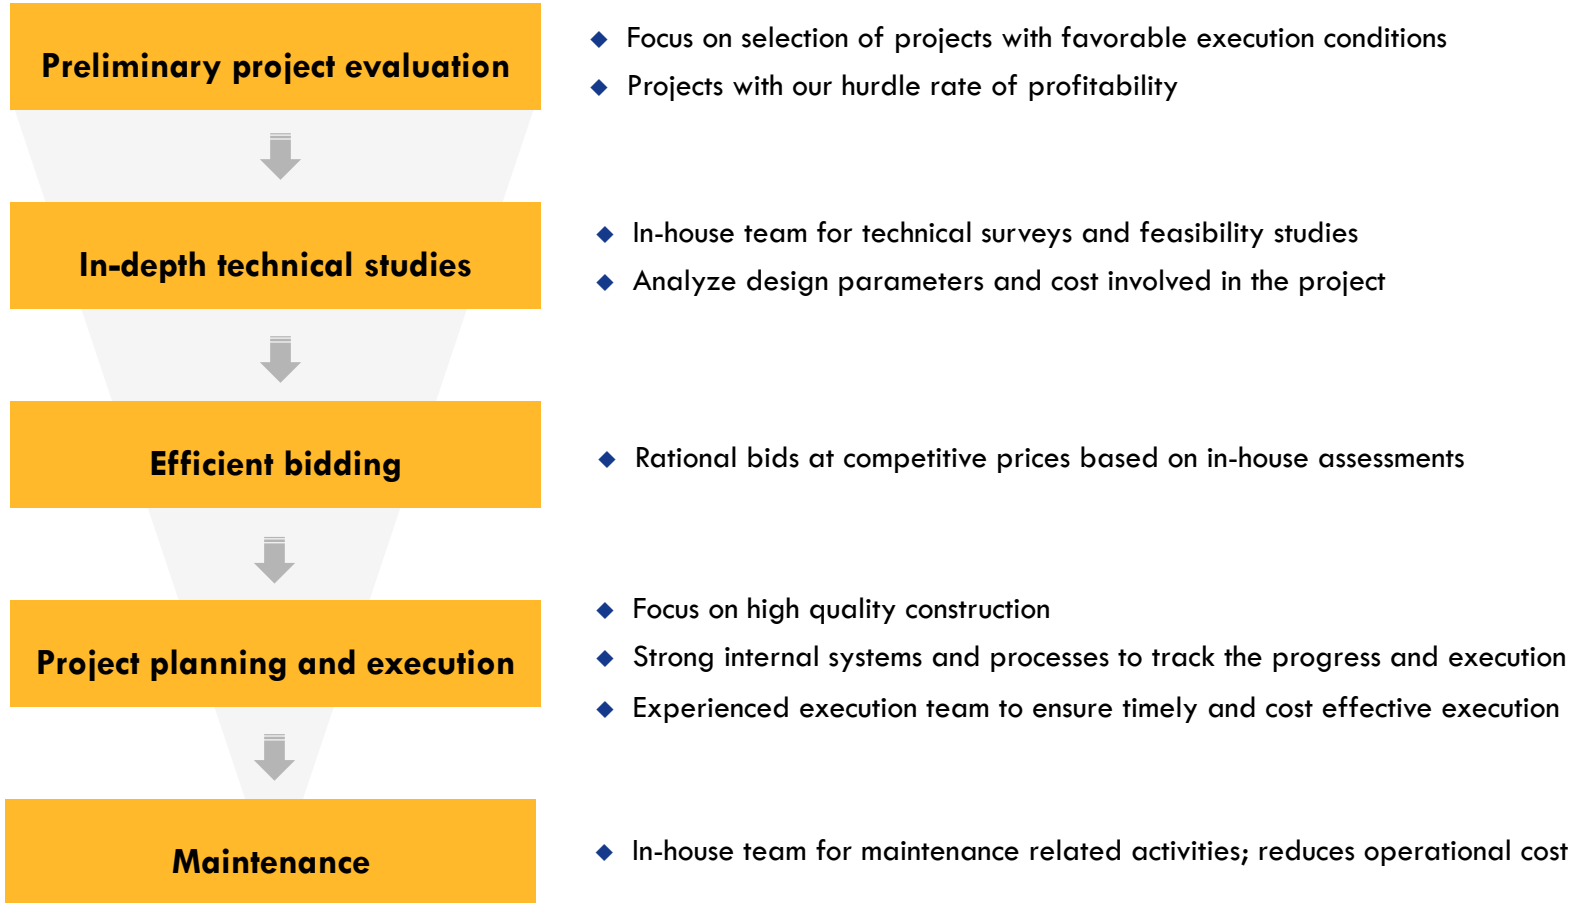 Preliminary project evaluation
Focus on selection of projects with favorable execution conditions
Projects with our hurdle rate of profitability
In-depth technical studies
In-house team for technical surveys and feasibility studies
Analyze design parameters and cost involved in the project
Efficient bidding
Rational bids at competitive prices based on in-house assessments
Project planning and execution
Focus on high quality construction
Strong internal systems and processes to track the progress and execution
Experienced execution team to ensure timely and cost effective execution
Maintenance
In-house team for maintenance related activities; reduces operational cost